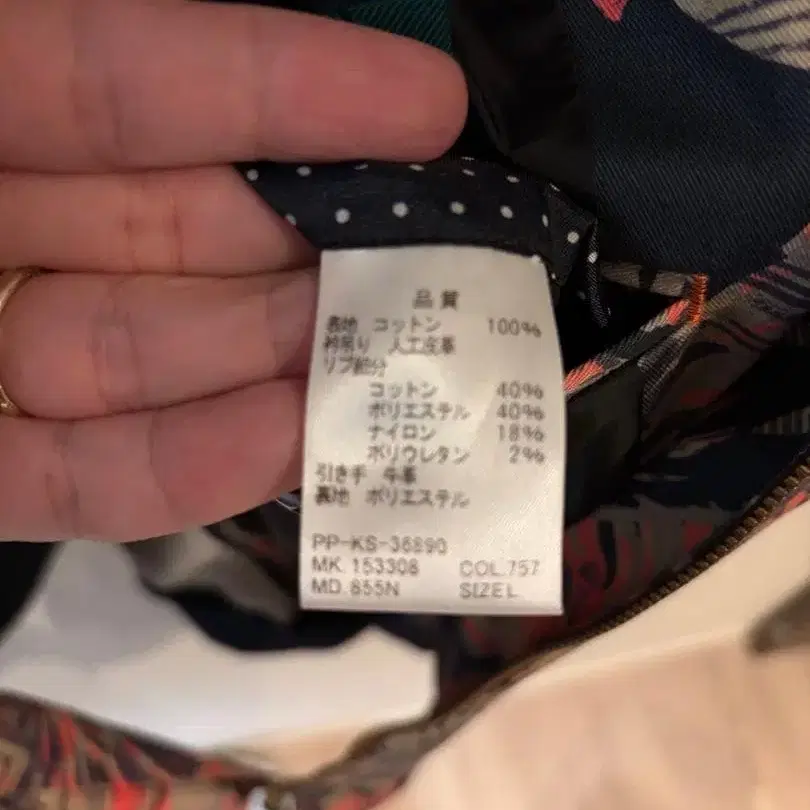 品質
表地 コットン 100%
衿吊り 人工皮革
リブ部分
コットン 40%
ポリエステル 40%
ナイロン 18%
ポリウレタン 2%
引き手 牛革
裏地 ポリエステル
PP-KS-36890
MK.153308 COL.757
MD.855N SIZE L